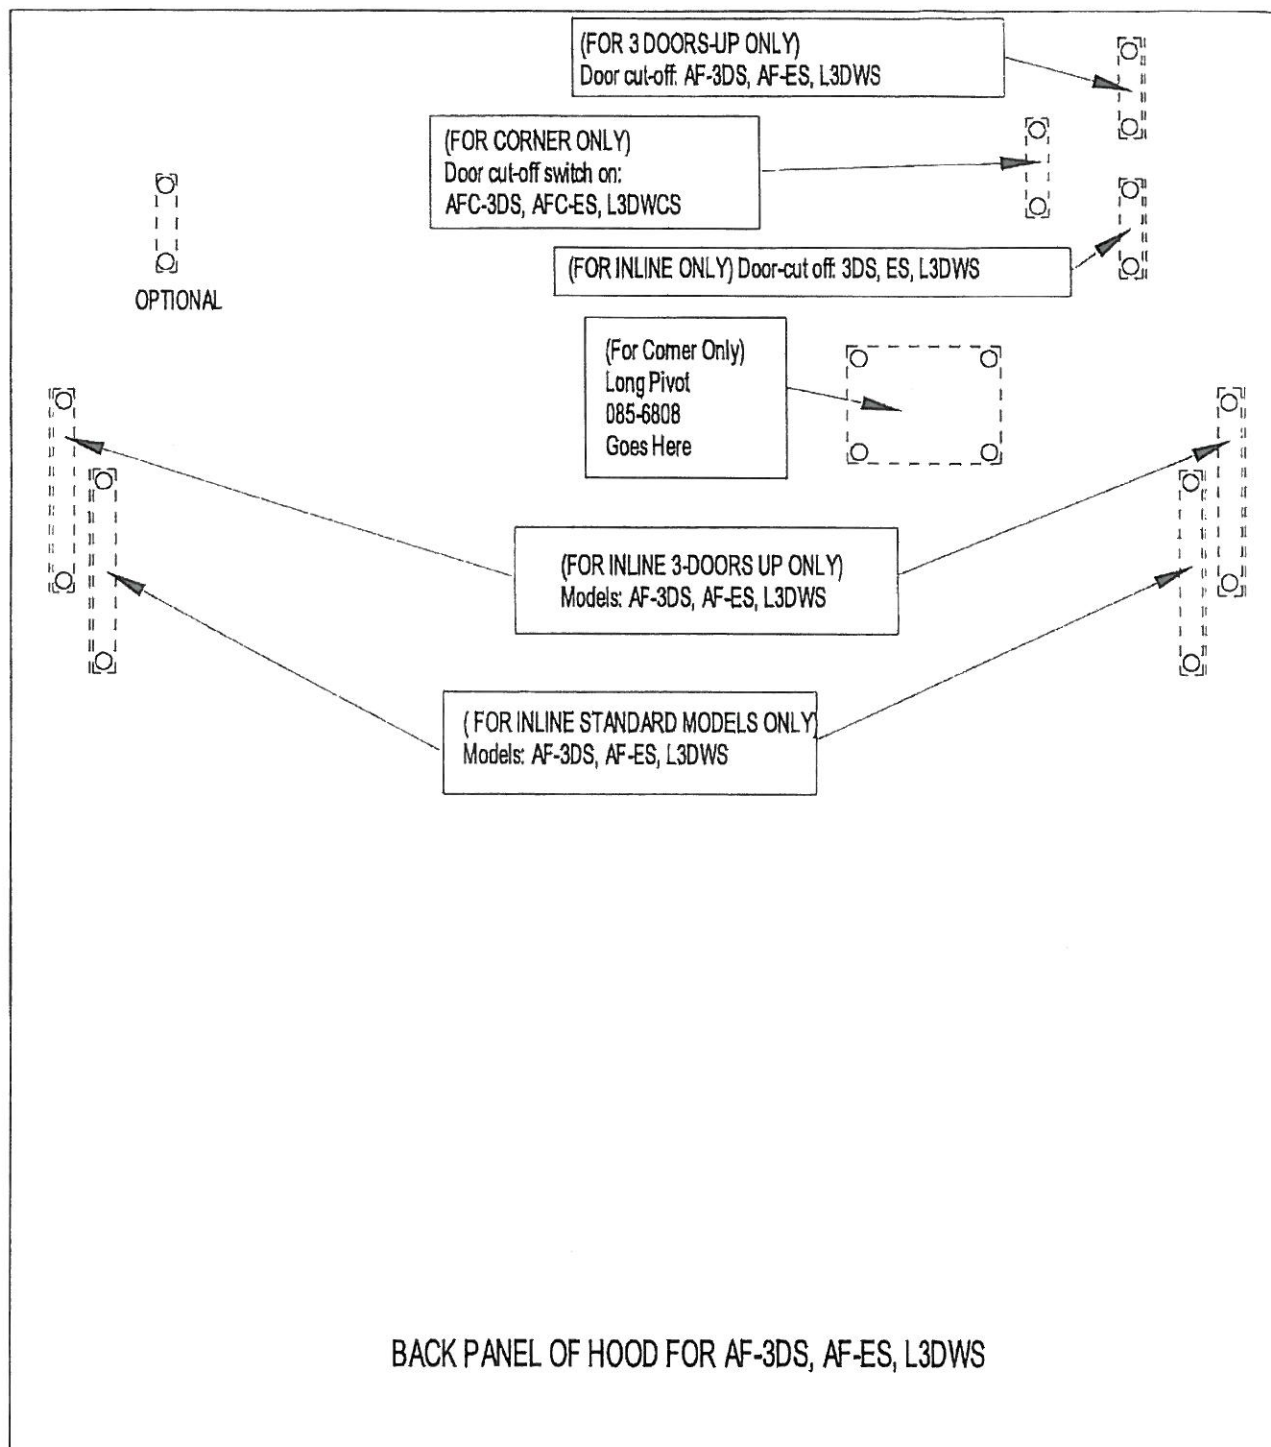 (FOR 3 DOORS-UP ONLY)
Door cut-off: AF-3DS, AF-ES, L3DWS
(FOR CORNER ONLY)
Door cut-off switch on:
AFC-3DS, AFC-ES, L3DWCS
OPTIONAL
(FOR INLINE ONLY) Door-cut off: 3DS, ES, L3DWS
(For Corner Only)
Long Pivot
085-6808
Goes Here
(FOR INLINE 3-DOORS UP ONLY)
Models: AF-3DS, AF-ES, L3DWS
( FOR INLINE STANDARD MODELS ONLY)
Models: AF-3DS, AF-ES, L3DWS
BACK PANEL OF HOOD FOR AF-3DS, AF-ES, L3DWS